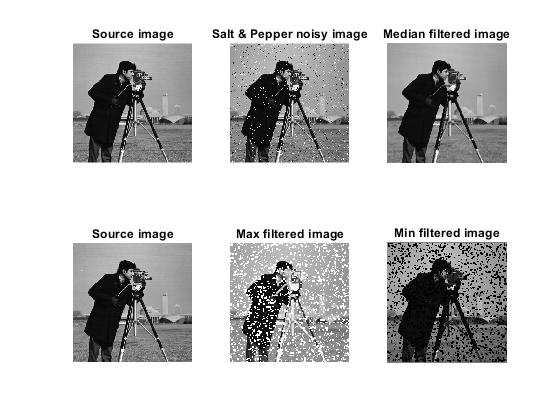 Source image
Salt & Pepper noisy image
Median filtered image
Source image
Max filtered image
Min filtered image